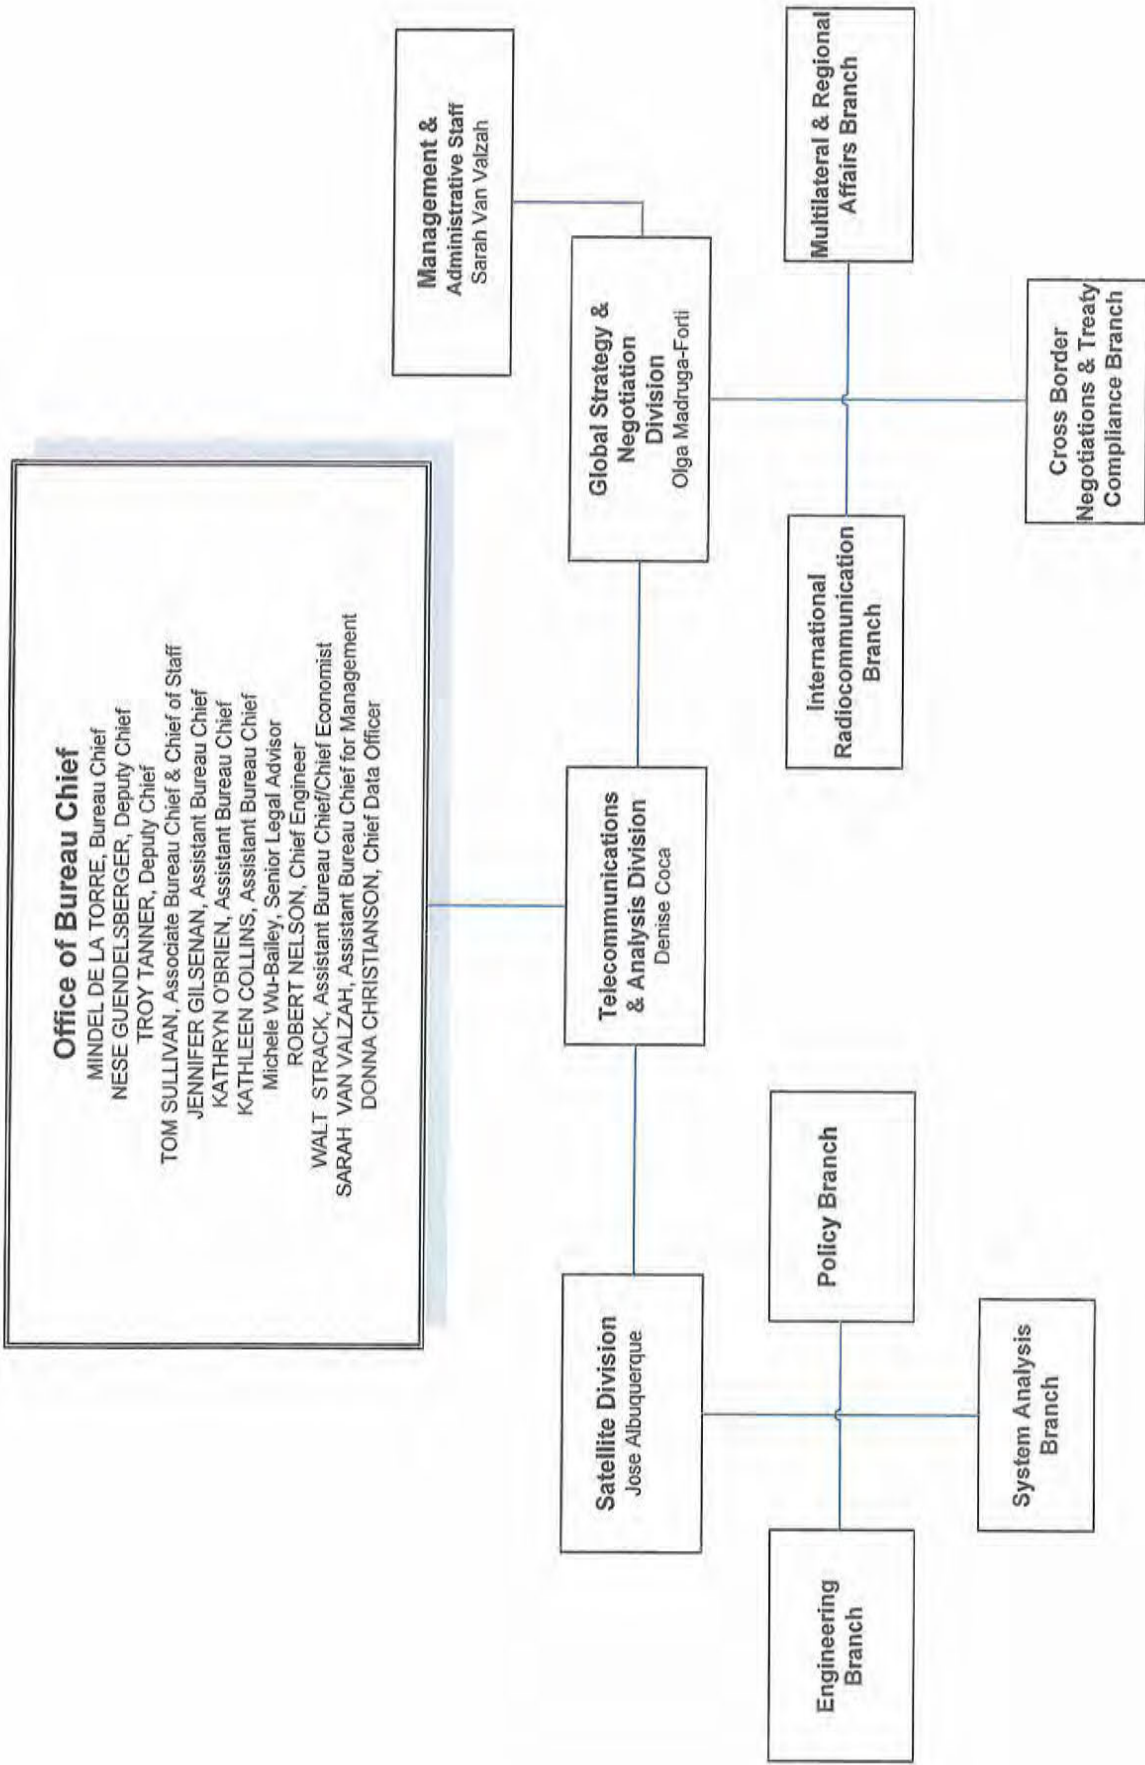 Office of Bureau Chief
MINDEL DE LA TORRE, Bureau Chief
NESE GUENDELSBERGER, Deputy Chief
TROY TANNER, Deputy Chief
TOM SULLIVAN, Associate Bureau Chief & Chief of Staff
JENNIFER GILSENAN, Assistant Bureau Chief
KATHRYN O'BRIEN, Assistant Bureau Chief
KATHLEEN COLLINS, Assistant Bureau Chief
Michele Wu-Bailey, Senior Legal Advisor
ROBERT NELSON, Chief Engineer
WALT STRACK, Assistant Bureau Chief/Chief Economist
SARAH VAN VALZAH, Assistant Bureau Chief for Management
DONNA CHRISTIANSON, Chief Data Officer
Management &
Administrative Staff
Sarah Van Valzah
Satellite Division
Jose Albuquerque
Telecommunications
& Analysis Division
Denise Coca
Global Strategy &
Negotiation
Division
Olga Madruga-Forti
Engineering
Branch
Policy Branch
System Analysis
Branch
International
Radiocommunication
Branch
Multilateral & Regional
Affairs Branch
Cross Border
Negotiations & Treaty
Compliance Branch